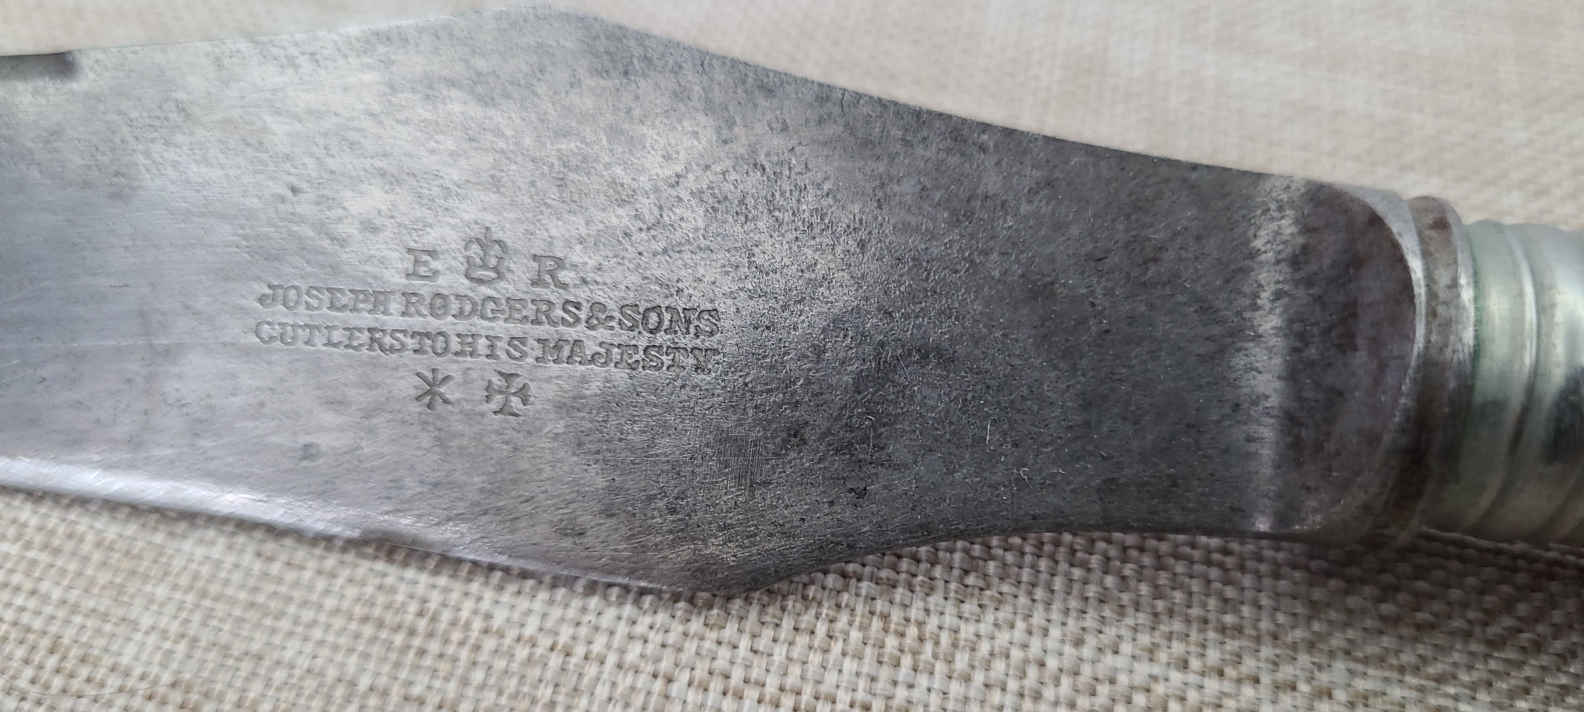 E R
JOSEPH RODGERS & SONS
CUTLERS TO HIS MAJESTY